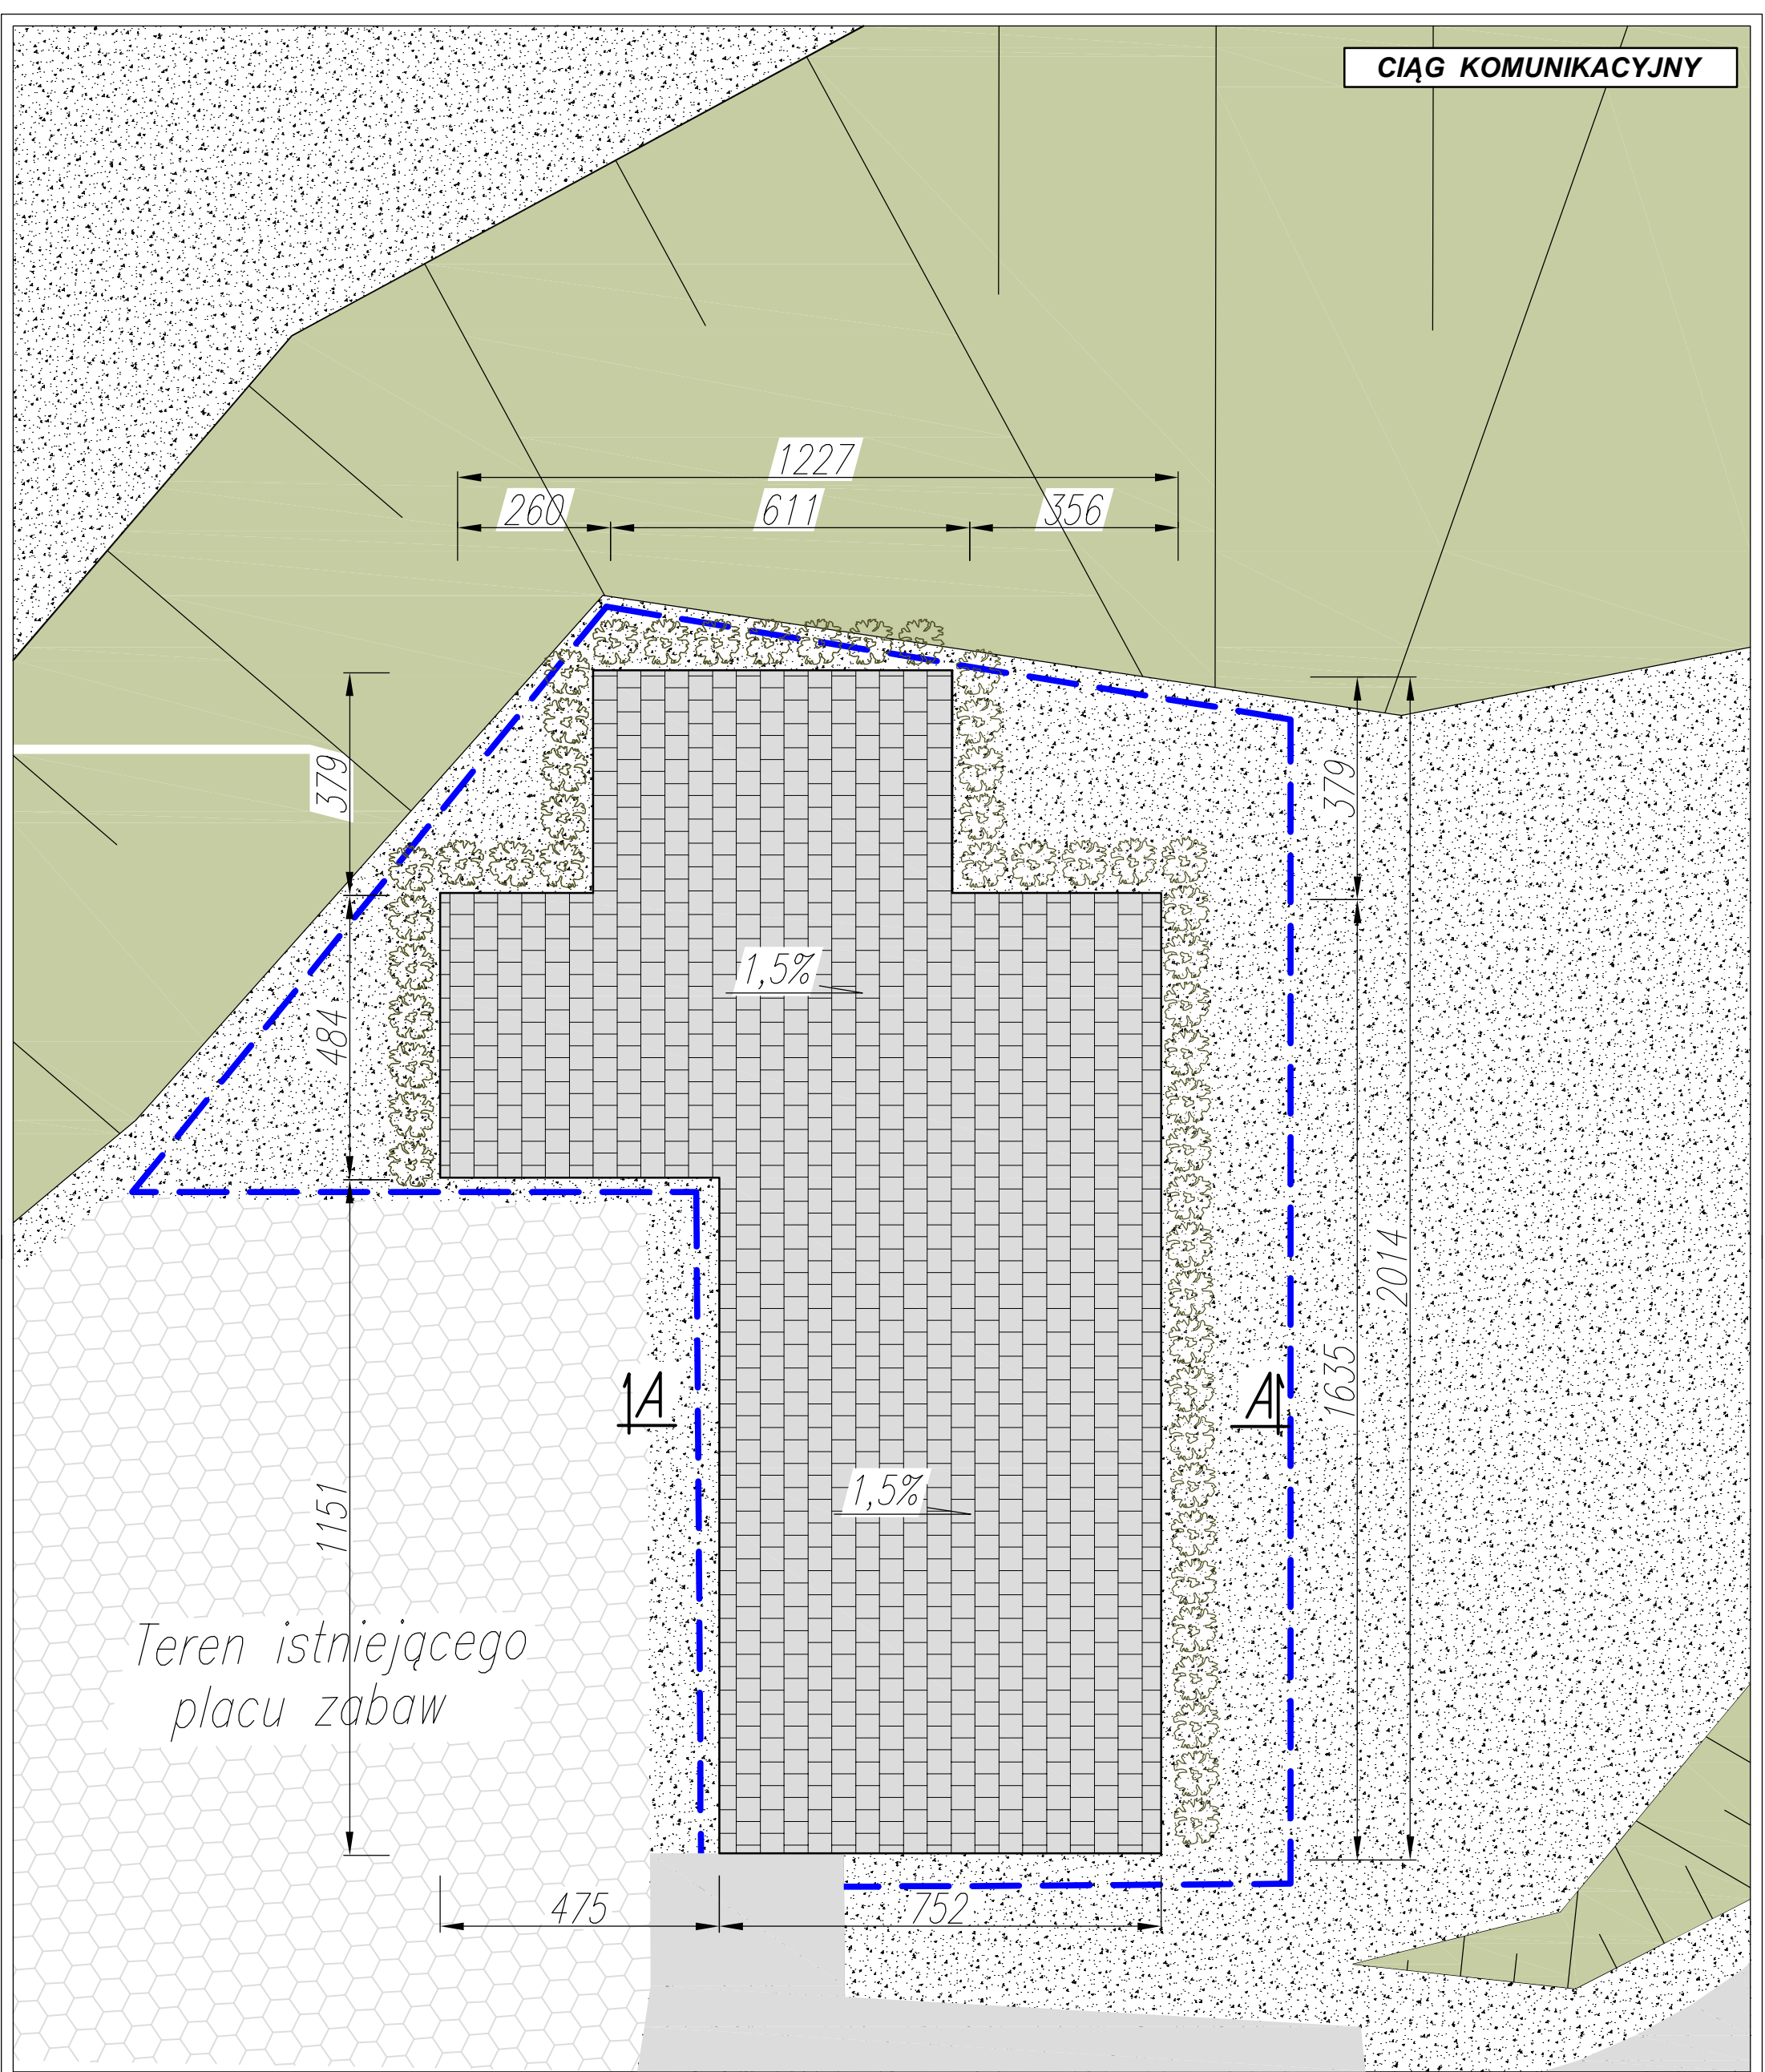 CIĄG KOMUNIKACYJNY
1227
260 611 356
379
379
1,5%
484
2014
1635
A A
1151
1,5%
Teren istniejącego
placu zabaw
475 752